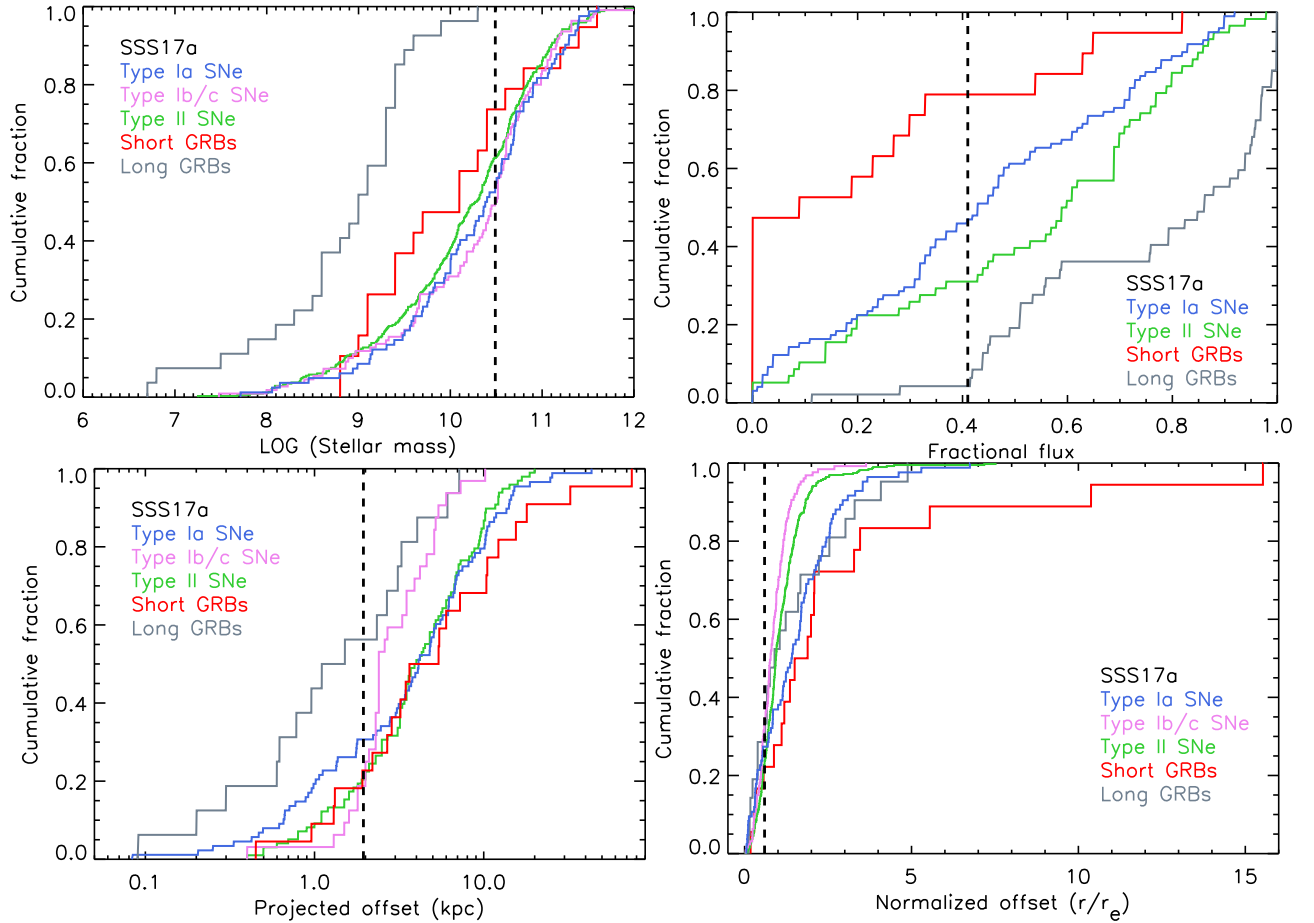 Cumulative fraction
1.0
0.8
0.6
0.4
0.2
0.0
SSS17a
Type Ia SNe
Type Ib/c SNe
Type II SNe
Short GRBs
Long GRBs
6 7 8 9 10 11 12
LOG (Stellar mass)
Cumulative fraction
1.0
0.8
0.6
0.4
0.2
0.0
SSS17a
Type Ia SNe
Type II SNe
Short GRBs
Long GRBs
0.0 0.2 0.4 0.6 0.8 1.0
Fractional flux
Cumulative fraction
1.0
0.8
0.6
0.4
0.2
0.0
SSS17a
Type Ia SNe
Type Ib/c SNe
Type II SNe
Short GRBs
Long GRBs
0.1 1.0 10.0
Projected offset (kpc)
Cumulative fraction
1.0
0.8
0.6
0.4
0.2
0.0
SSS17a
Type Ia SNe
Type Ib/c SNe
Type II SNe
Short GRBs
Long GRBs
0 5 10 15
Normalized offset (r/re)